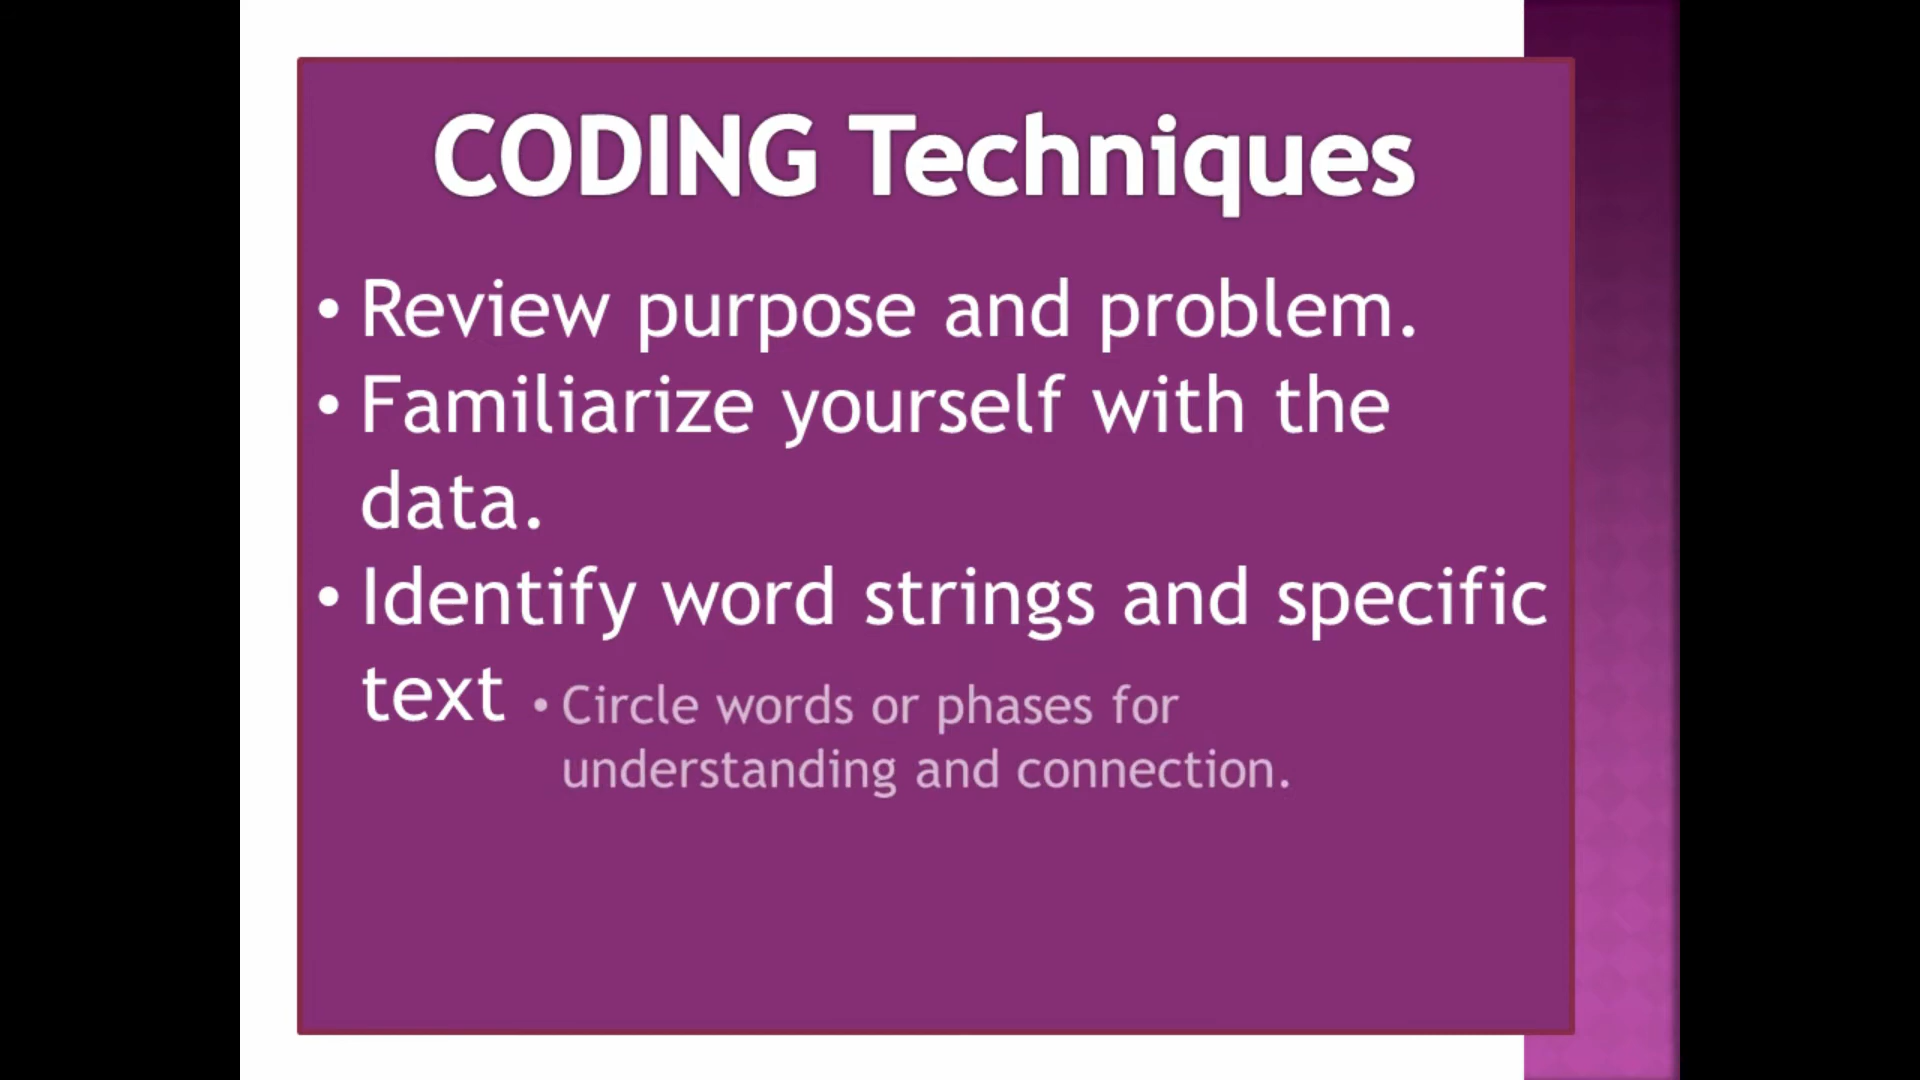 CODING Techniques
• Review purpose and problem.
• Familiarize yourself with the
data.
• Identify word strings and specific
text
• Circle words or phases for
understanding and connection.